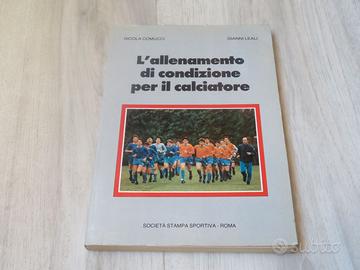 NICOLA COMUCCI
GIANNI LEALI
L'allenamento
di condizione
per il calciatore
SOCIETÀ STAMPA SPORTIVA - ROMA
subito